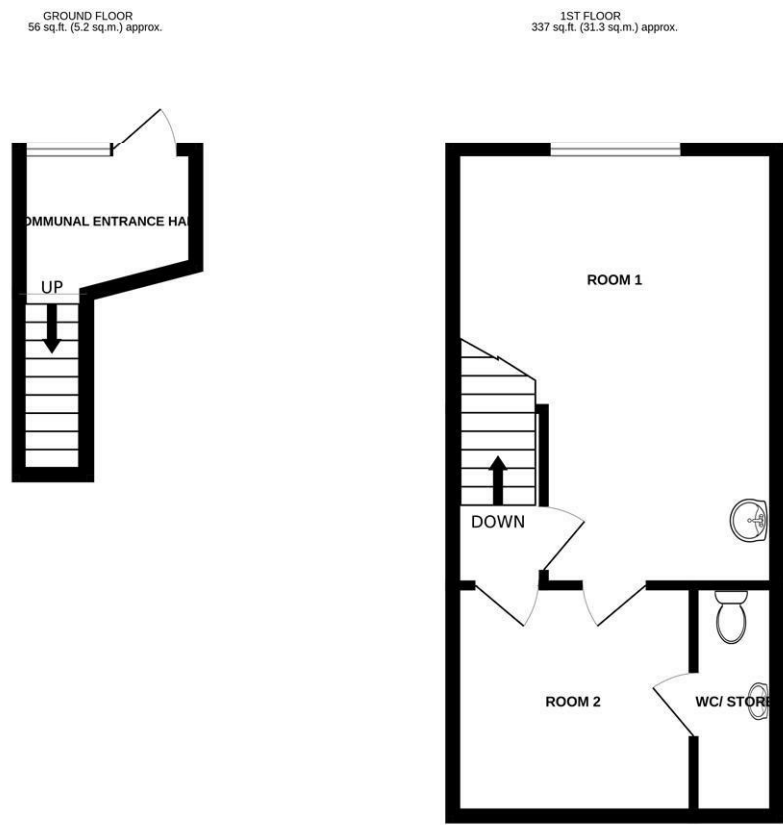 GROUND FLOOR
56 sq.ft. (5.2 sq.m.) approx.
1ST FLOOR
337 sq.ft. (31.3 sq.m.) approx.
OMMUNAL ENTRANCE HA
UP
ROOM 1
DOWN
ROOM 2
WC/ STORE